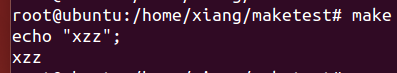 root@ubuntu:/home/xiang/maketest# make
echo "xzz";
xzz